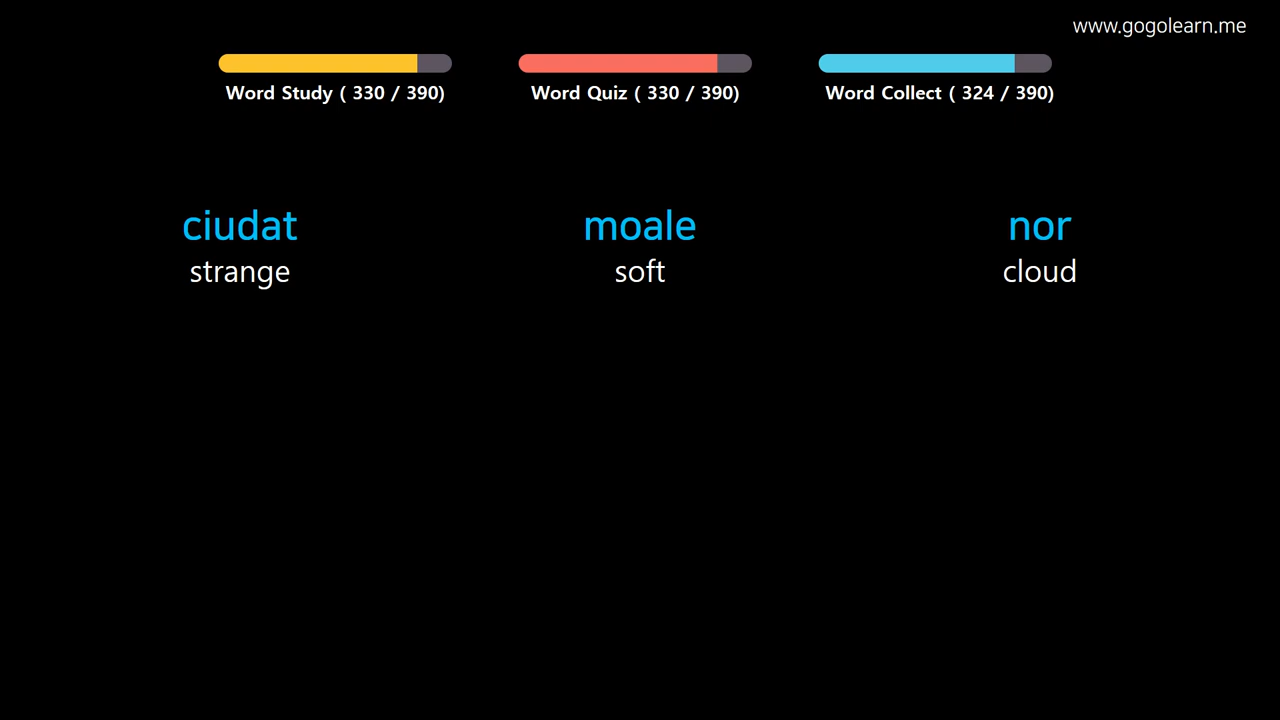 www.gogolearn.me
Word Study ( 330 / 390)
Word Quiz ( 330 / 390)
Word Collect ( 324 / 390)
ciudat
strange
moale
soft
nor
cloud